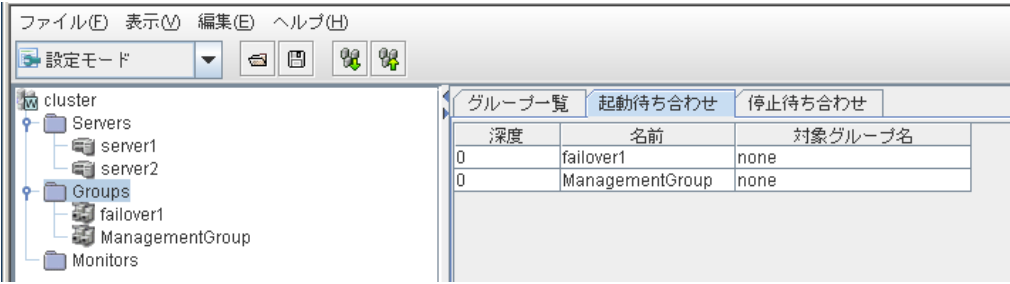 ファイル(F) 表示(V) 編集(E) ヘルプ(H)
設定モード
cluster
Servers
server1
server2
Groups
failover1
ManagementGroup
Monitors
グループ一覧 起動待ち合わせ 停止待ち合わせ
深度 名前 対象グループ名
0 failover1 none
0 ManagementGroup none